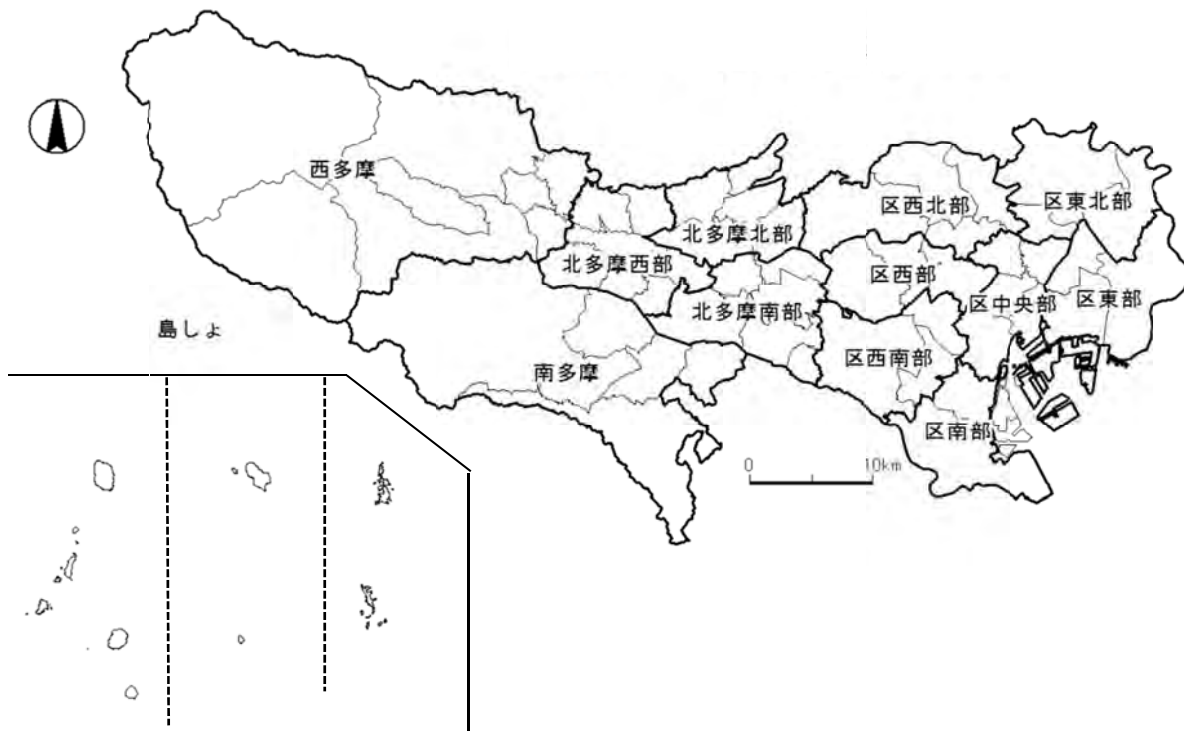 西多摩
区西北部
区東北部
北多摩北部
北多摩西部
区西部
区中央部
区東部
北多摩南部
島しょ
区西南部
南多摩
区南部
0
10km